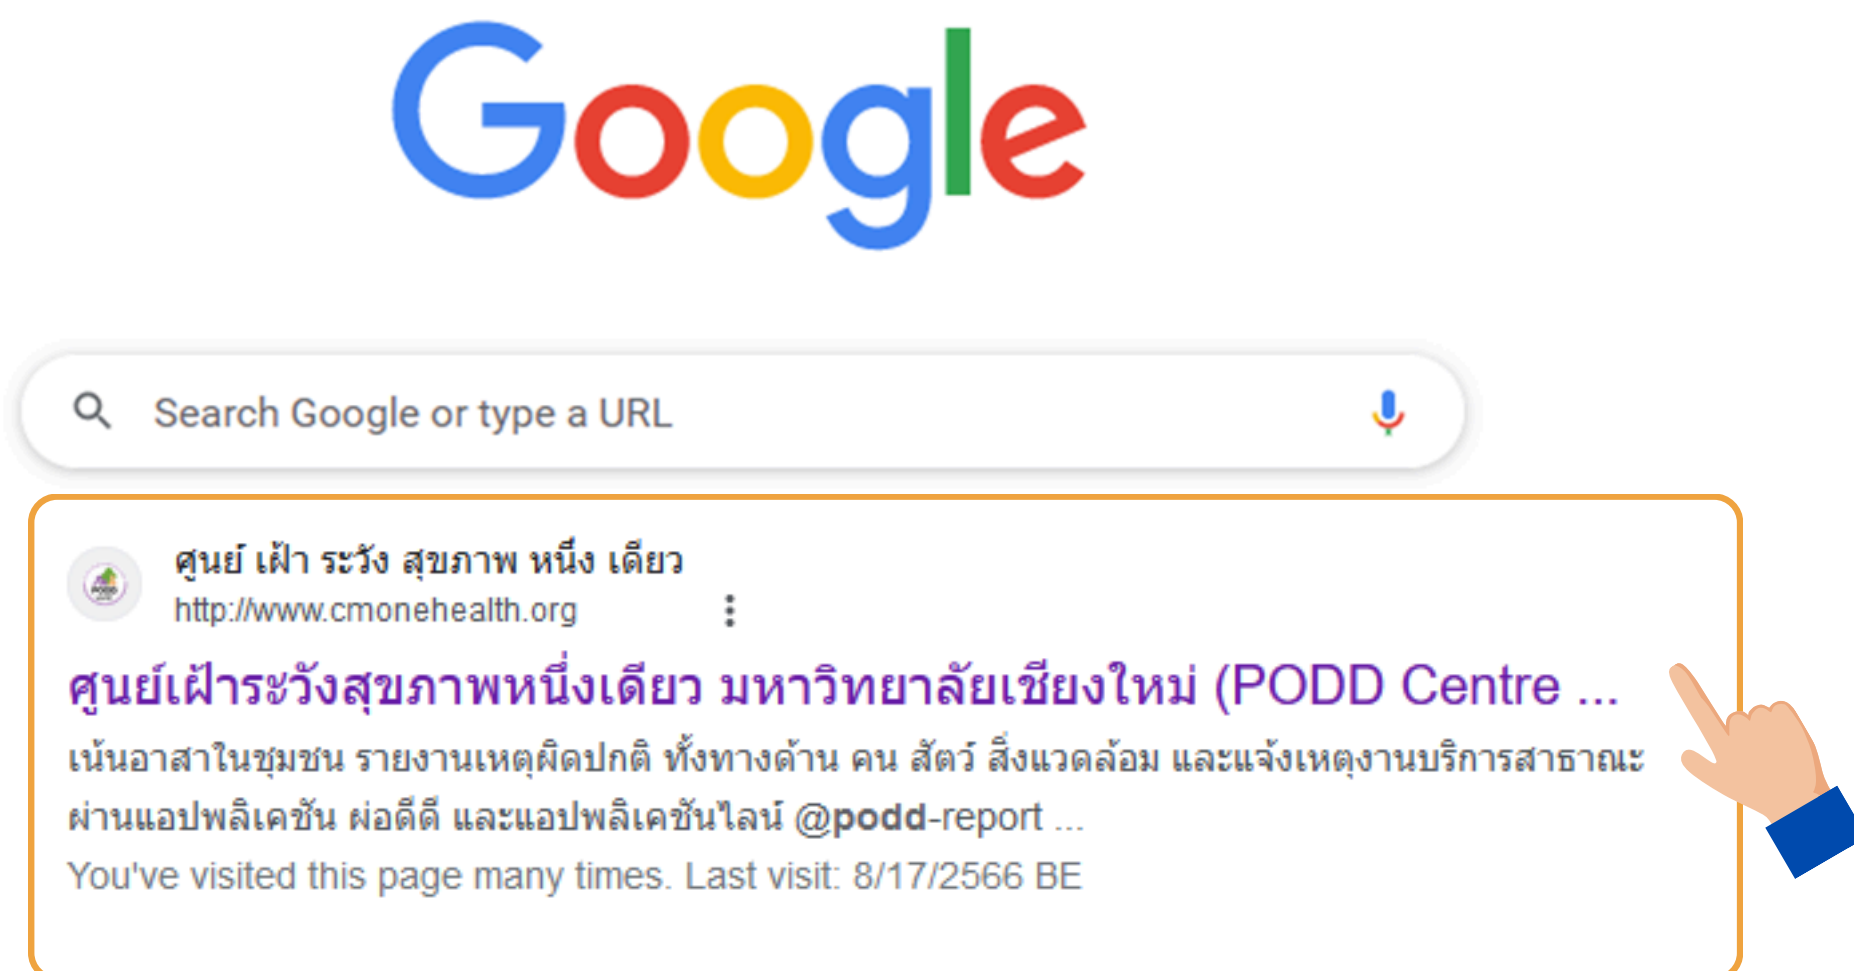 Google
Search Google or type a URL
ศูนย์ เฝ้า ระวัง สุขภาพ หนึ่ง เดียว
http://www.cmonehealth.org
ศูนย์เฝ้าระวังสุขภาพหนึ่งเดียว มหาวิทยาลัยเชียงใหม่ (PODD Centre ...
เน้นอาสาในชุมชน รายงานเหตุผิดปกติ ทั้งทางด้าน คน สัตว์ สิ่งแวดล้อม และแจ้งเหตุงานบริการสาธาณะ
ผ่านแอปพลิเคชัน ผ่อดีดี และแอปพลิเคชันไลน์ @podd-report ...
You've visited this page many times. Last visit: 8/17/2566 BE